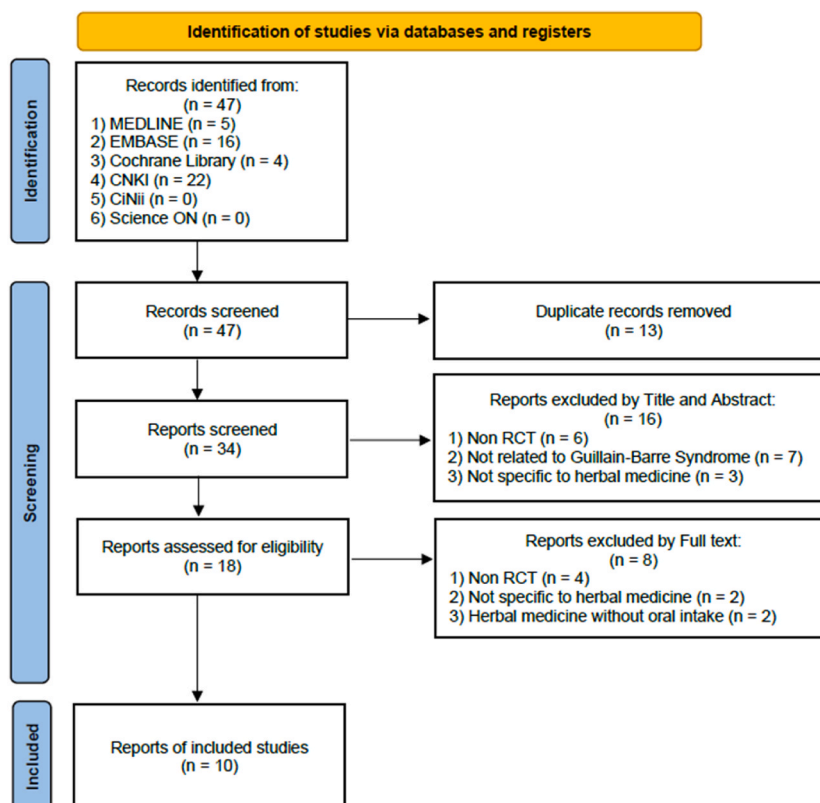 Identification of studies via databases and registers
Identification
Records identified from:
(n = 47)
1) MEDLINE (n = 5)
2) EMBASE (n = 16)
3) Cochrane Library (n = 4)
4) CNKI (n = 22)
5) CiNii (n = 0)
6) Science ON (n = 0)
Screening
Records screened
(n = 47)
Duplicate records removed
(n = 13)
Reports screened
(n = 34)
Reports excluded by Title and Abstract:
(n = 16)
1) Non RCT (n = 6)
2) Not related to Guillain-Barre Syndrome (n = 7)
3) Not specific to herbal medicine (n = 3)
Reports assessed for eligibility
(n = 18)
Reports excluded by Full text:
(n = 8)
1) Non RCT (n = 4)
2) Not specific to herbal medicine (n = 2)
3) Herbal medicine without oral intake (n = 2)
Included
Reports of included studies
(n = 10)